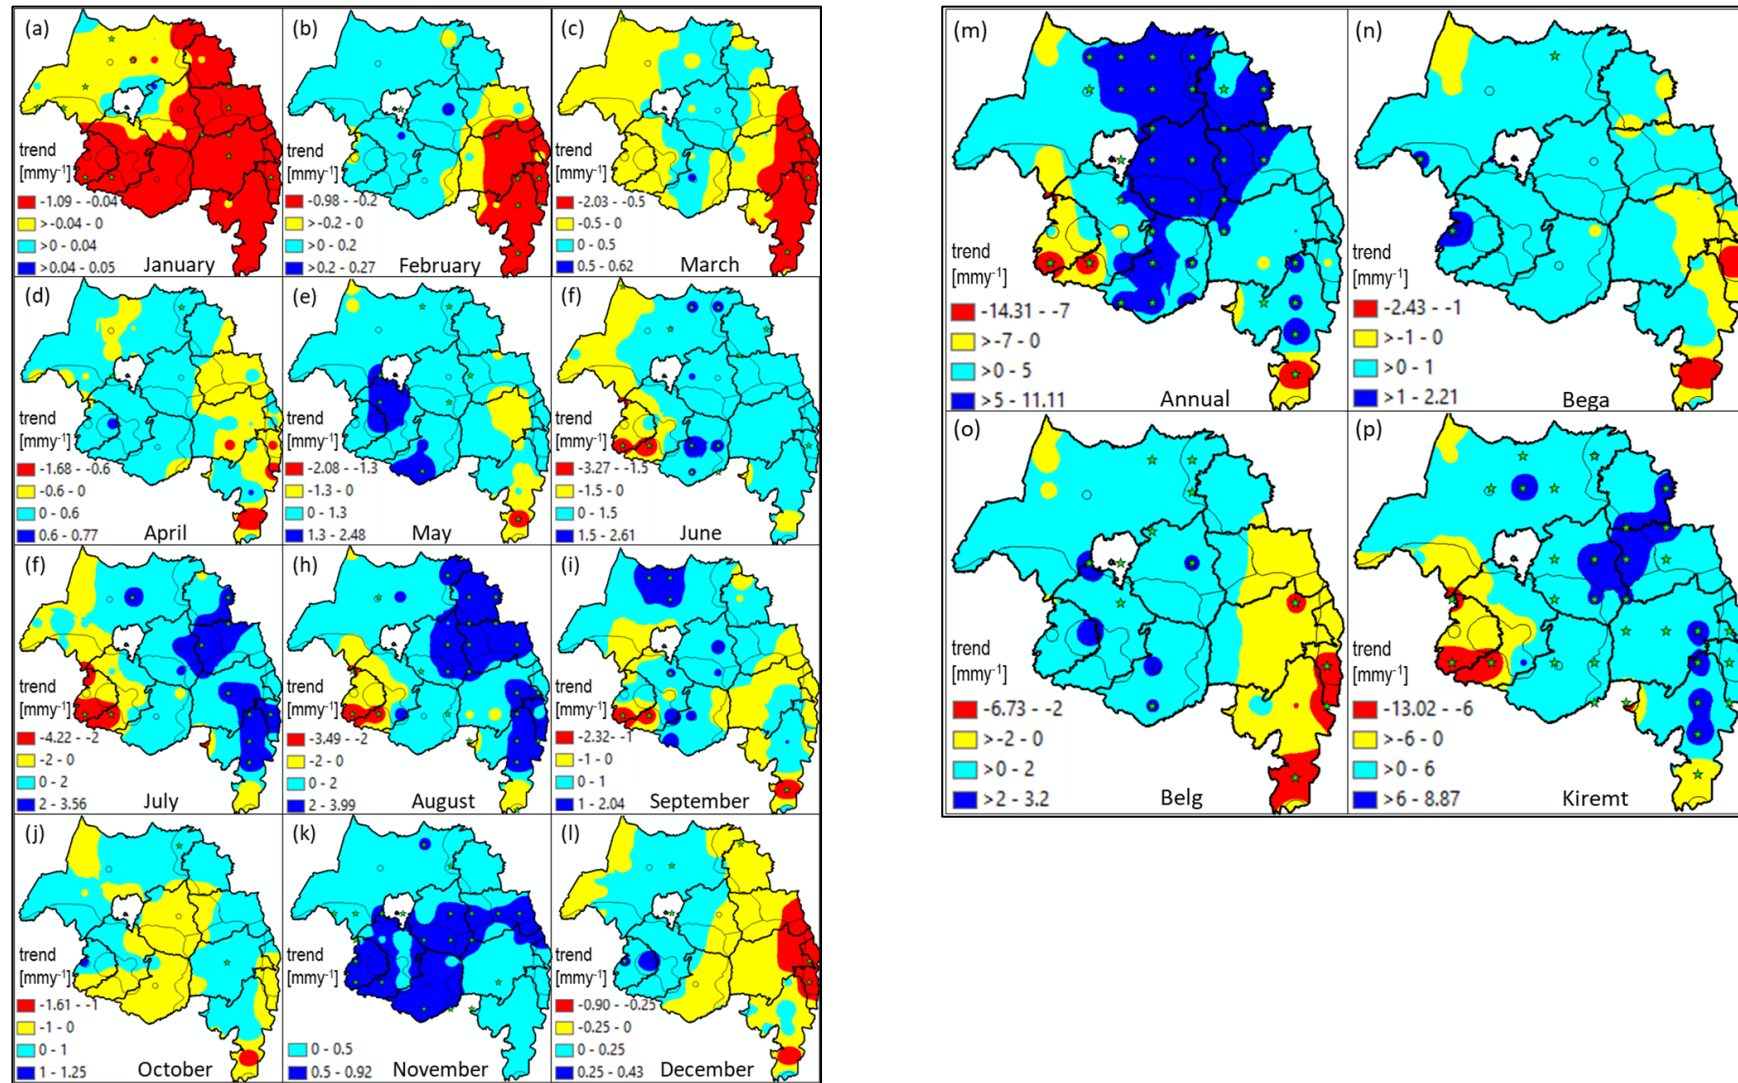 (a)
trend
[mmy-1]
-1.09 - -0.04
>-0.04 - 0
>0 - 0.04
>0.04 - 0.05
January
(b)
trend
[mmy-1]
-0.98 - -0.2
>-0.2 - 0
>0 - 0.2
>0.2 - 0.27
February
(c)
trend
[mmy-1]
-2.03 - -0.5
-0.5 - 0
0 - 0.5
0.5 - 0.62
March
(d)
trend
[mmy-1]
-1.68 - -0.6
-0.6 - 0
0 - 0.6
0.6 - 0.77
April
(e)
trend
[mmy-1]
-2.08 - -1.3
-1.3 - 0
0 - 1.3
1.3 - 2.48
May
(f)
trend
[mmy-1]
-3.27 - -1.5
-1.5 - 0
0 - 1.5
1.5 - 2.61
June
(f)
trend
[mmy-1]
-4.22 - -2
-2 - 0
0 - 2
2 - 3.56
July
(h)
trend
[mmy-1]
-3.49 - -2
-2 - 0
0 - 2
2 - 3.99
August
(i)
trend
[mmy-1]
-2.32 - -1
-1 - 0
0 - 1
1 - 2.04
September
(j)
trend
[mmy-1]
-1.61 - -1
-1 - 0
0 - 1
1 - 1.25
October
(k)
trend
[mmy-1]
0 - 0.5
0.5 - 0.92
November
(l)
trend
[mmy-1]
-0.90 - -0.25
-0.25 - 0
0 - 0.25
0.25 - 0.43
December
(m)
trend
[mmy-1]
-14.31 - -7
>-7 - 0
>0 - 5
>5 - 11.11
Annual
(n)
trend
[mmy-1]
-2.43 - -1
>-1 - 0
>0 - 1
>1 - 2.21
Bega
(o)
trend
[mmy-1]
-6.73 - -2
>-2 - 0
>0 - 2
>2 - 3.2
Belg
(p)
trend
[mmy-1]
-13.02 - -6
>-6 - 0
>0 - 6
>6 - 8.87
Kiremt